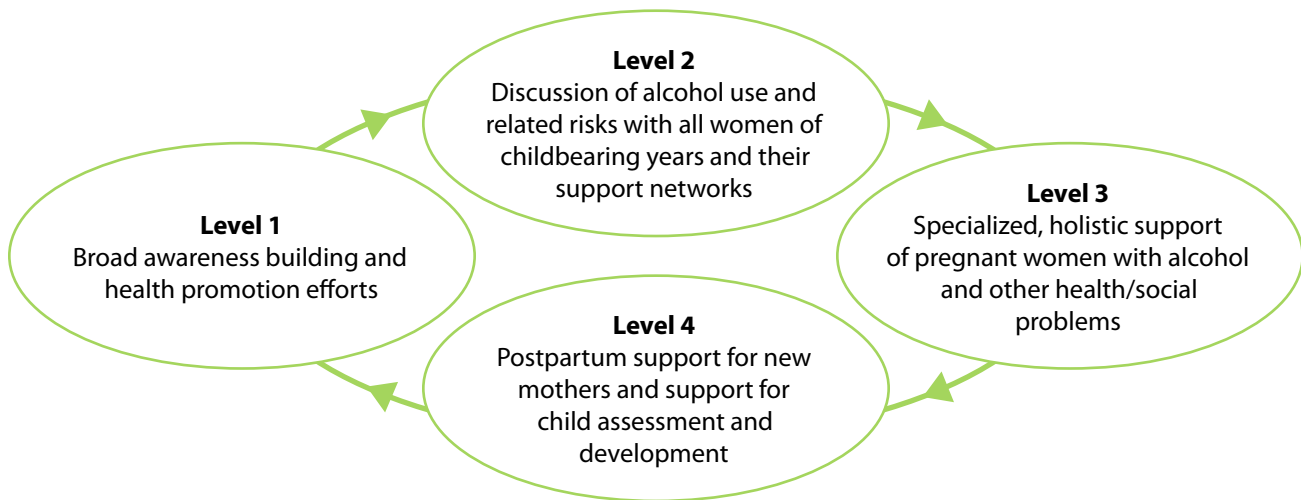 Level 1
Broad awareness building and
health promotion efforts
Level 2
Discussion of alcohol use and
related risks with all women of
childbearing years and their
support networks
Level 3
Specialized, holistic support
of pregnant women with alcohol
and other health/social
problems
Level 4
Postpartum support for new
mothers and support for
child assessment and
development